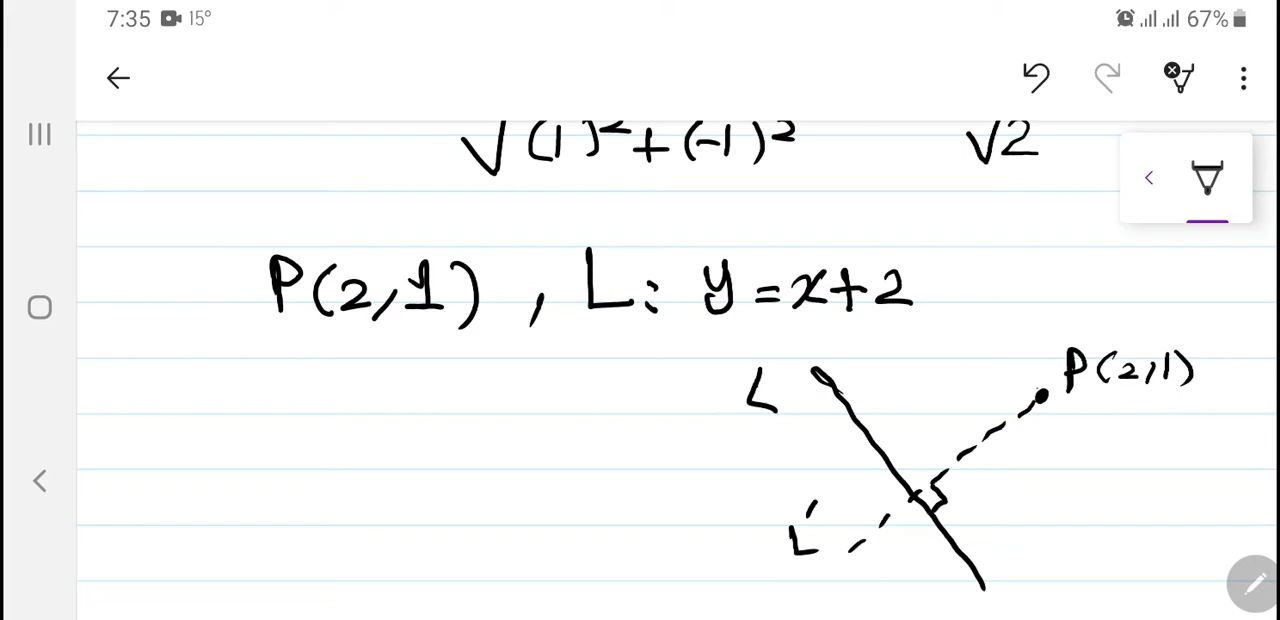 7:35 15° 67%
√(1)²+(-1)² √2
P(2,1) , L: y=x+2
P(2,1)
L
L'